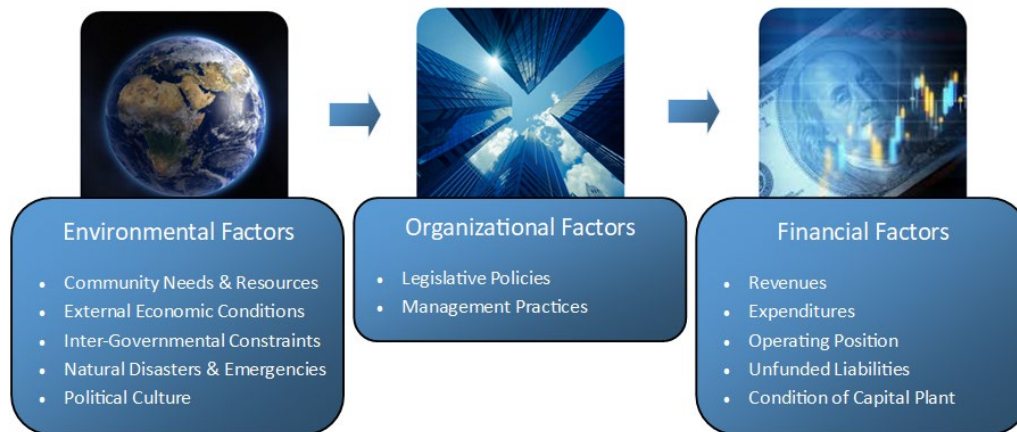 Environmental Factors
• Community Needs & Resources
• External Economic Conditions
• Inter-Governmental Constraints
• Natural Disasters & Emergencies
• Political Culture
Organizational Factors
• Legislative Policies
• Management Practices
Financial Factors
• Revenues
• Expenditures
• Operating Position
• Unfunded Liabilities
• Condition of Capital Plant